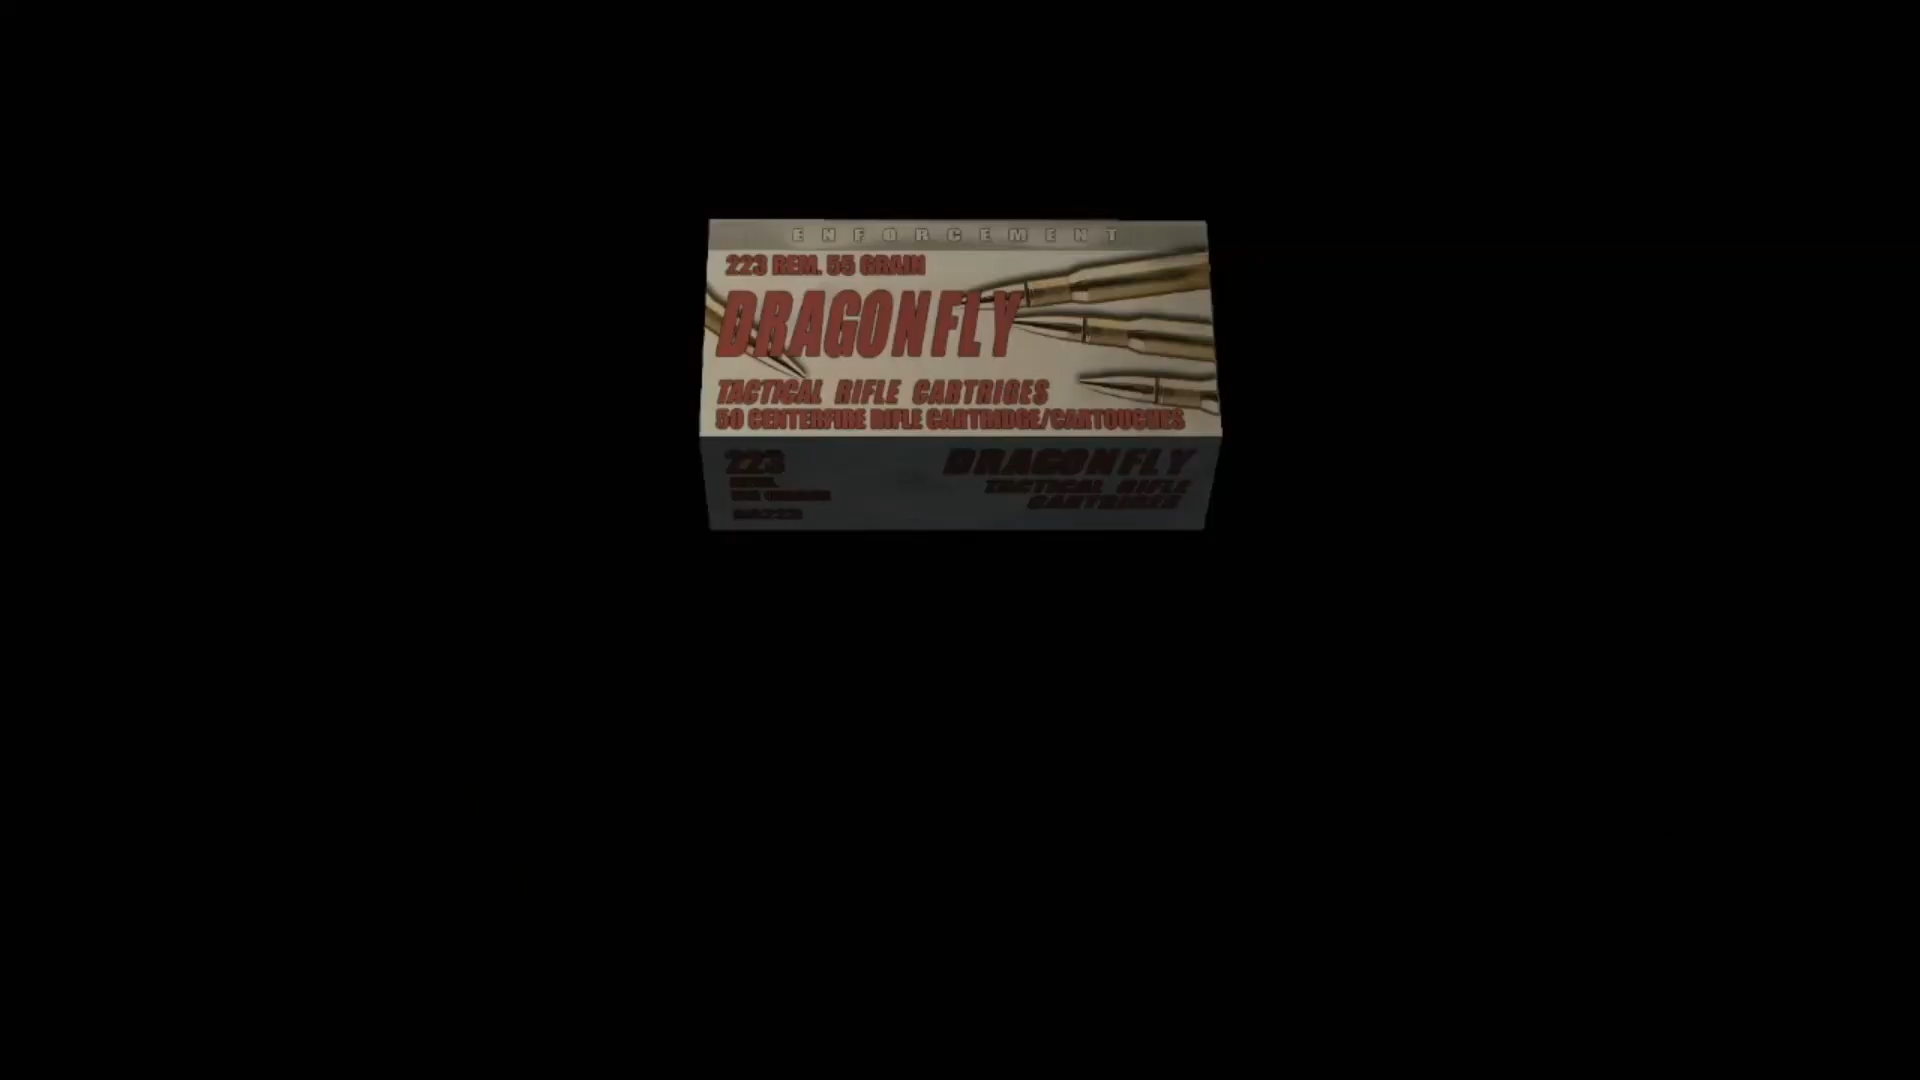 ENFORCEMENT
223 REM. 55 GRAIN
DRAGONFLY
TACTICAL RIFLE CARTRIGES
50 CENTERFIRE RIFLE CARTRIDGE/CARTOUCHES
223
DRAGONFLY
TACTICAL RIFLE
CARTRIGES